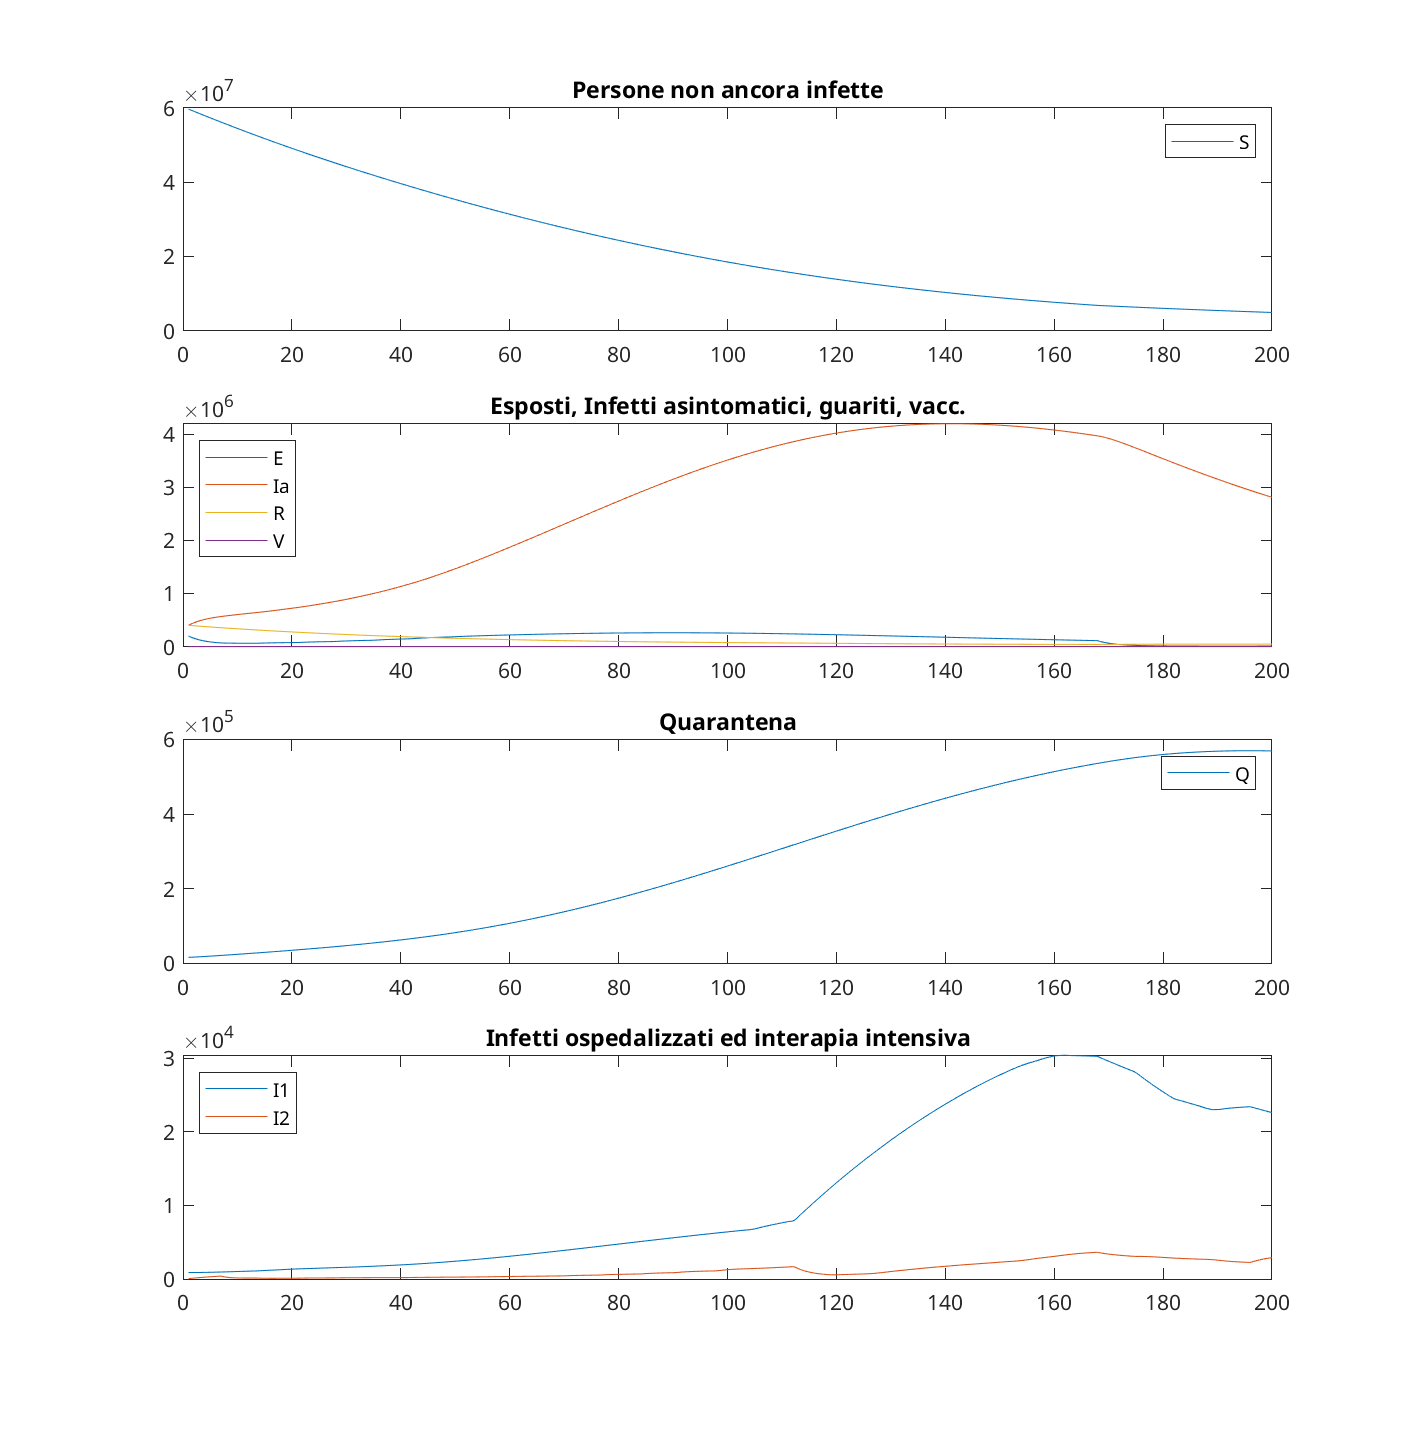 Persone non ancora infette
×10^7
6
4
2
0
S
0 20 40 60 80 100 120 140 160 180 200
Esposti, Infetti asintomatici, guariti, vacc.
×10^6
4
3
2
1
0
E
Ia
R
V
0 20 40 60 80 100 120 140 160 180 200
Quarantena
×10^5
6
4
2
0
Q
0 20 40 60 80 100 120 140 160 180 200
Infetti ospedalizzati ed interapia intensiva
×10^4
3
2
1
0
I1
I2
0 20 40 60 80 100 120 140 160 180 200